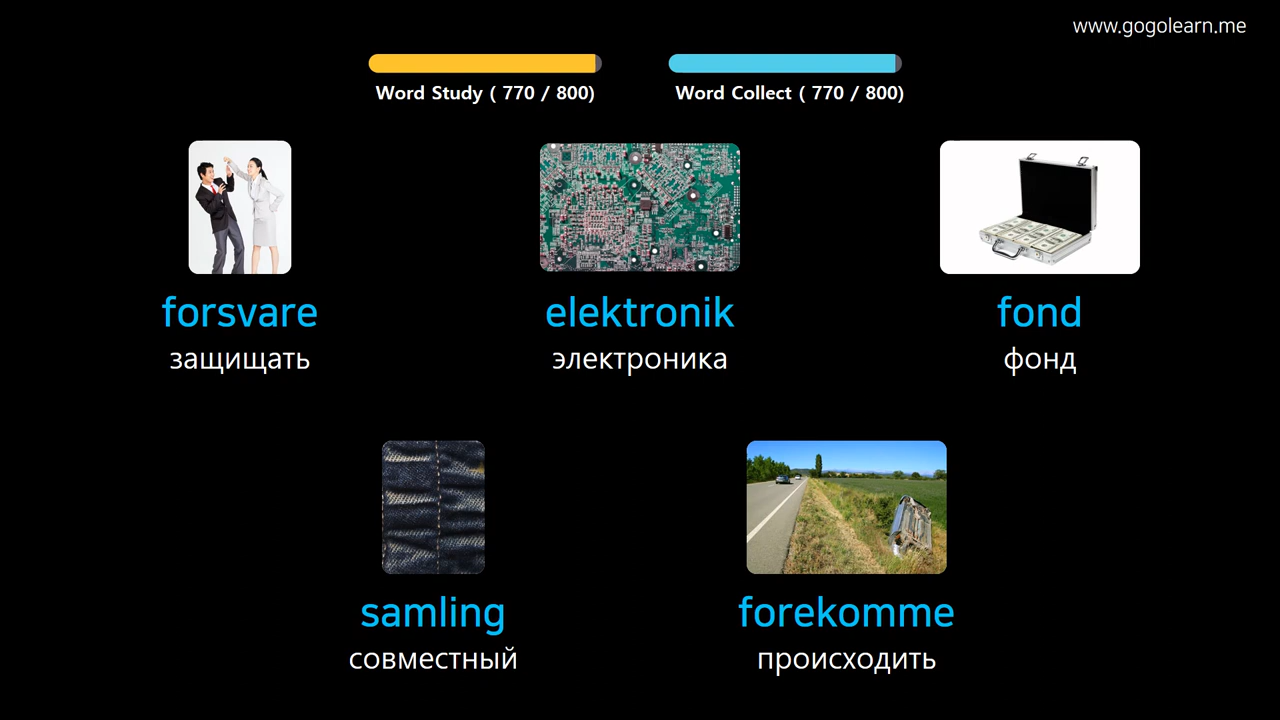 www.gogolearn.me
Word Study ( 770 / 800)
Word Collect ( 770 / 800)
forsvare
защищать
elektronik
электроника
fond
фонд
samling
совместный
forekomme
происходить